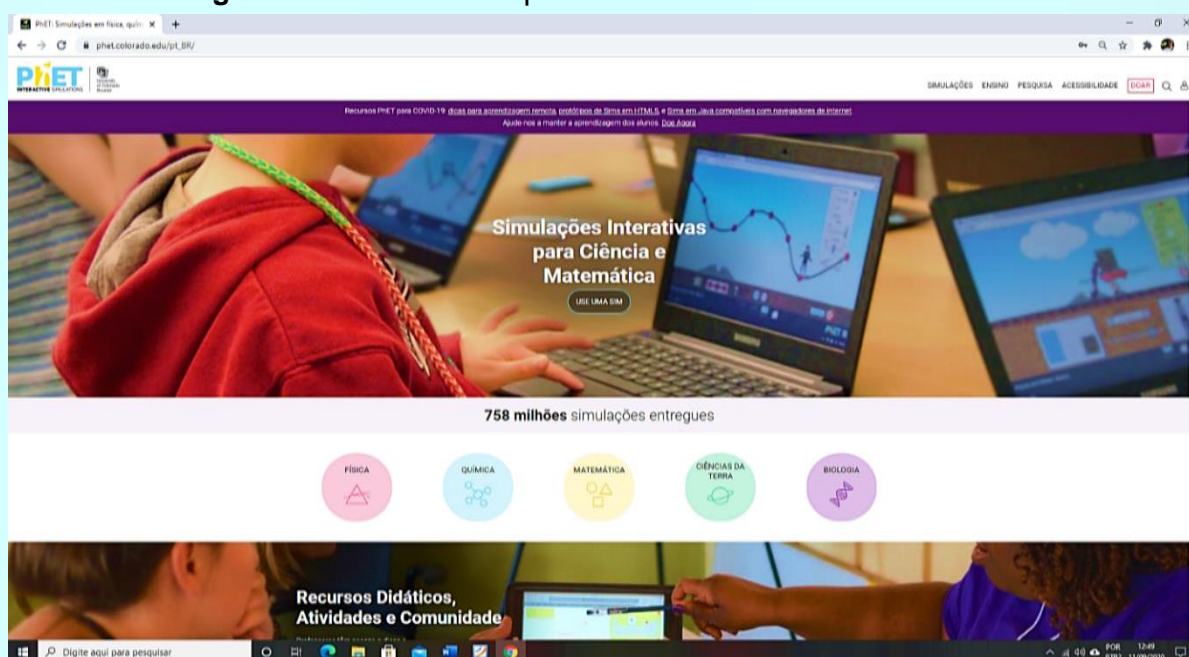 PhET: Simulações em física, quím
phet.colorado.edu/pt_BR/
PhET
INTERACTIVE SIMULATIONS
SIMULAÇÕES ENSINO PESQUISA ACESSIBILIDADE DOAR
Recursos PhET para COVID-19: dicas para aprendizagem remota, protótipos de Sims em HTML5, e Sims em Java compatíveis com navegadores de internet
Ajude-nos a manter a aprendizagem dos alunos. Doe Agora
Simulações Interativas
para Ciência e
Matemática
USE UMA SIM
758 milhões simulações entregues
FÍSICA
QUÍMICA
MATEMÁTICA
CIÊNCIAS DA
TERRA
BIOLOGIA
Recursos Didáticos,
Atividades e Comunidade
Digite aqui para pesquisar
POR 12:49